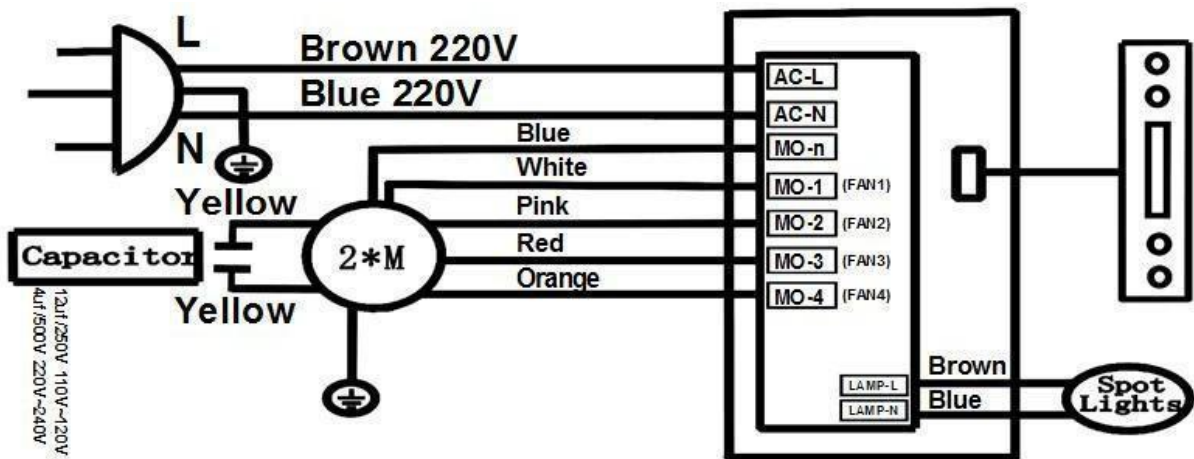 L
Brown 220V
Blue 220V
N
Yellow
Capacitor
Yellow
12uf/250V 110V~120V
4uf/500V 220V~240V
2*M
Blue
White
Pink
Red
Orange
AC-L
AC-N
MO-n
MO-1 (FAN1)
MO-2 (FAN2)
MO-3 (FAN3)
MO-4 (FAN4)
LAMP-L
LAMP-N
Brown
Blue
Spot
Lights